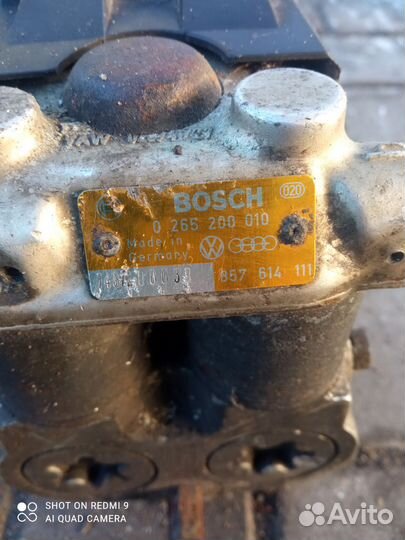 BOSCH 020
0 265 200 010
Made in
Germany
857 614 111
SHOT ON REDMI 9
AI QUAD CAMERA
Avito